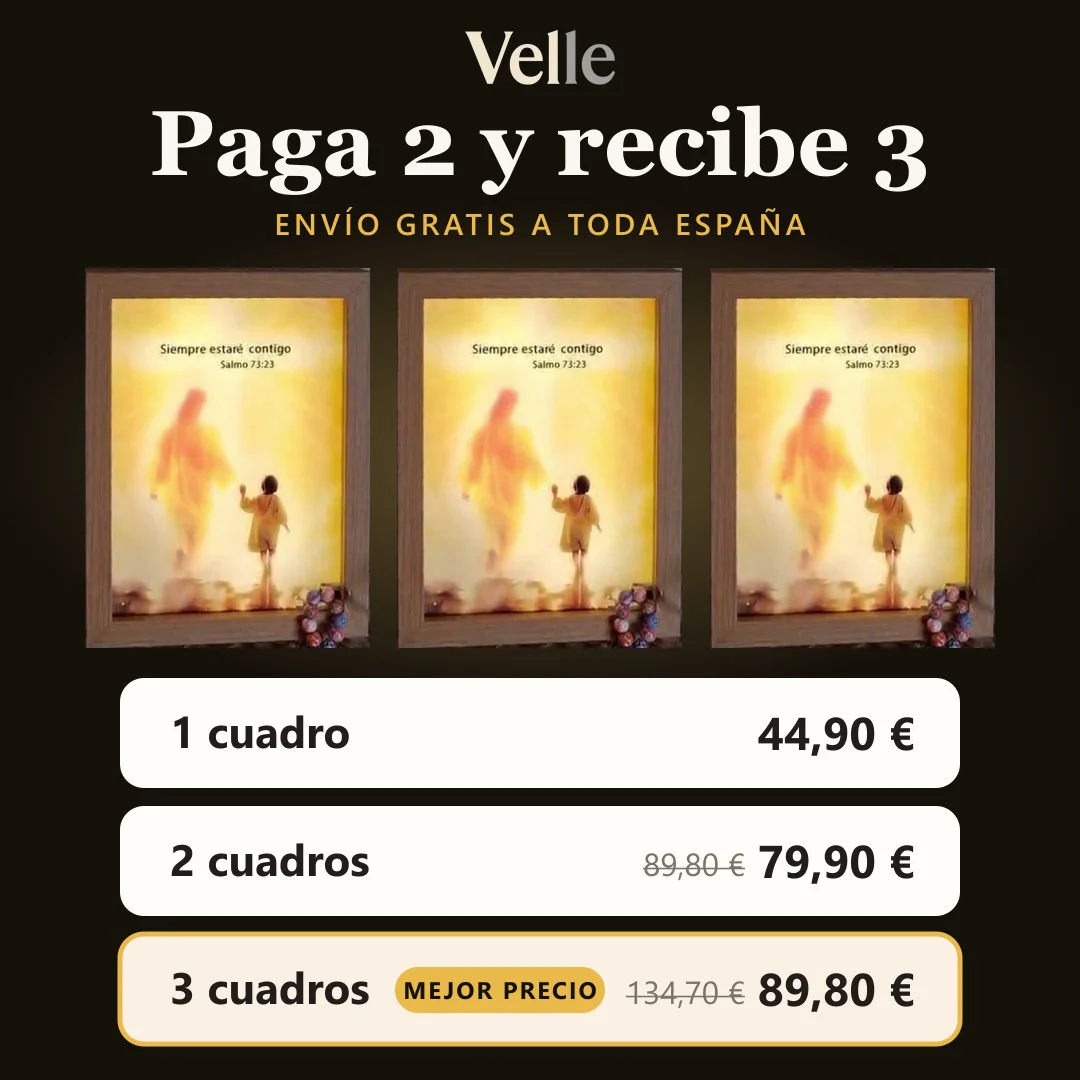 Velle
Paga 2 y recibe 3
ENVÍO GRATIS A TODA ESPAÑA
Siempre estaré contigo
Salmo 73:23
Siempre estaré contigo
Salmo 73:23
Siempre estaré contigo
Salmo 73:23
1 cuadro 44,90 €
2 cuadros 89,80 € 79,90 €
3 cuadros MEJOR PRECIO 134,70 € 89,80 €